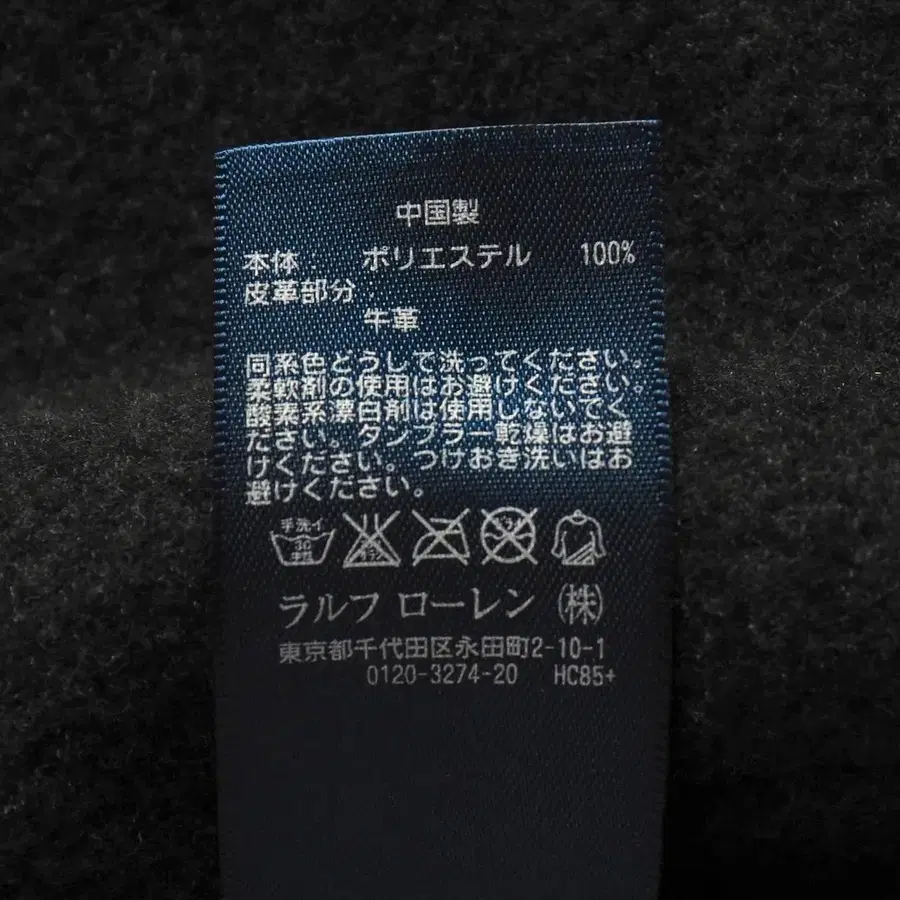 中国製
本体 ポリエステル 100%
皮革部分
牛革
同系色どうしで洗ってください。
柔軟剤の使用はお避けください。
酸素系漂白剤は使用しないでく
ださい。タンブラー乾燥はお避
けください。つけおき洗いはお
避けください。
手洗イ
30
中性
ラルフ ローレン (株)
東京都千代田区永田町2-10-1
0120-3274-20 HC85+